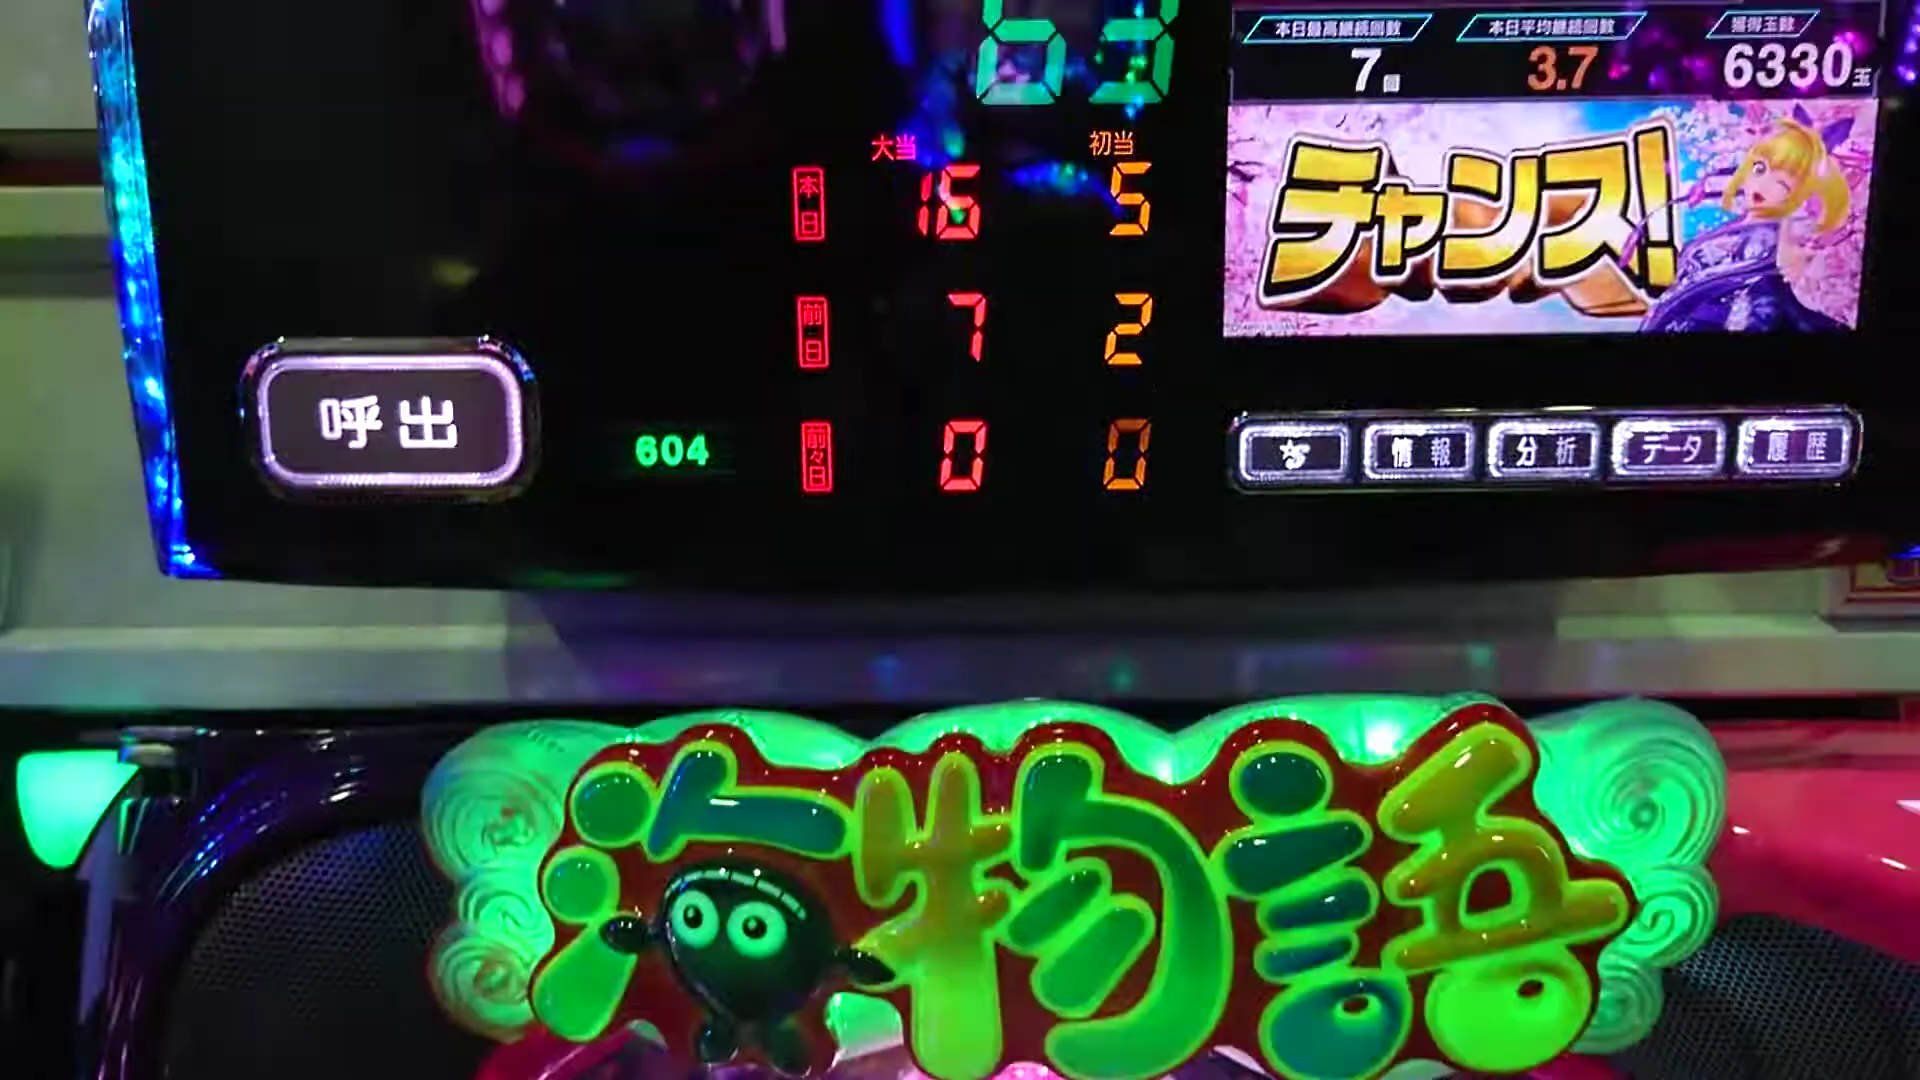 63
本日最高継続回数 本日平均継続回数 獲得玉数
7回 3.7 6330玉
大当 初当
本日 16 5
チャンス!
前日 7 2
呼出
604
前々日 0 0
情報 分析 データ 履歴
海物語